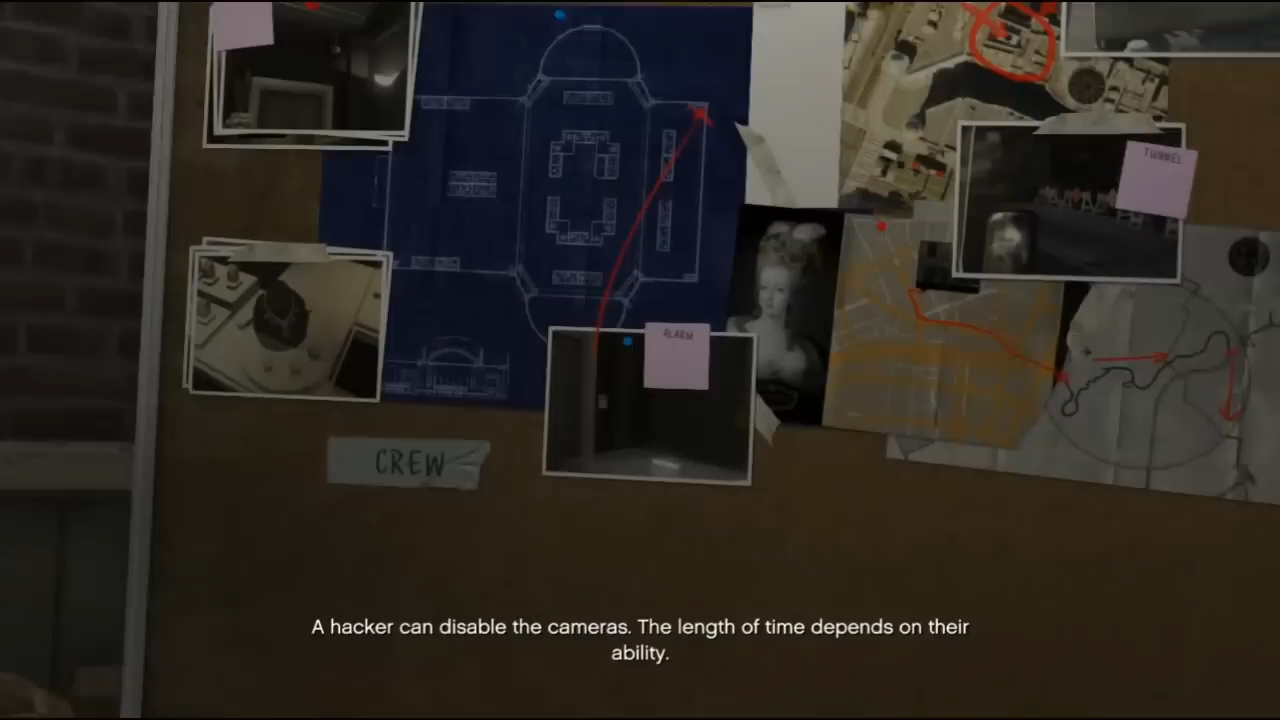 TUNNEL
ALARM
CREW
A hacker can disable the cameras. The length of time depends on their
ability.